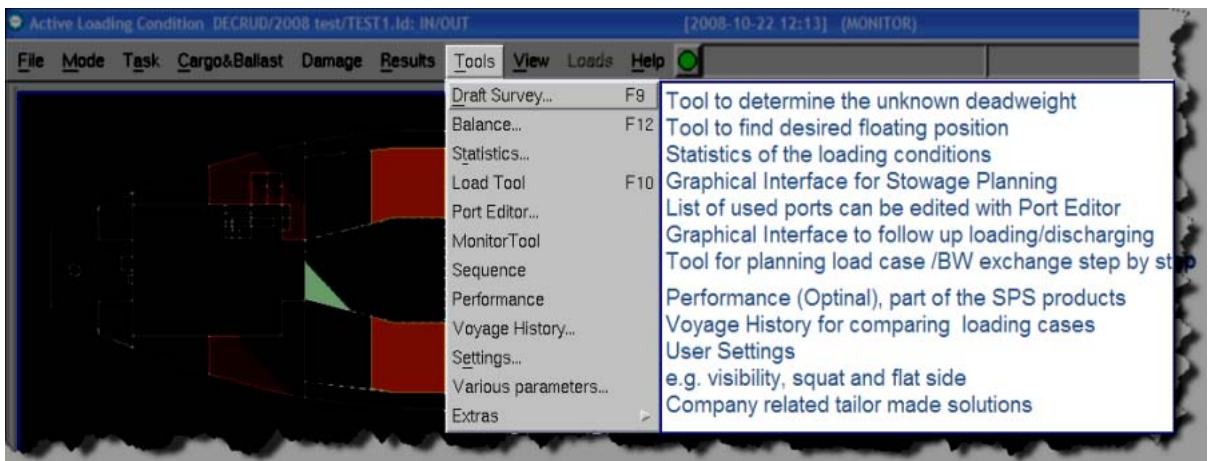 Active Loading Condition DECRUD/2008 test/TEST1.ld: IN/OUT [2008-10-22 12:13] (MONITOR)
File Mode Task Cargo&Ballast Damage Results Tools View Loads Help
Draft Survey... F9 Tool to determine the unknown deadweight
Balance... F12 Tool to find desired floating position
Statistics... Statistics of the loading conditions
Load Tool F10 Graphical Interface for Stowage Planning
Port Editor... List of used ports can be edited with Port Editor
MonitorTool Graphical Interface to follow up loading/discharging
Sequence Tool for planning load case /BW exchange step by step
Performance Performance (Optinal), part of the SPS products
Voyage History... Voyage History for comparing loading cases
Settings... User Settings
Various parameters... e.g. visibility, squat and flat side
Extras Company related tailor made solutions